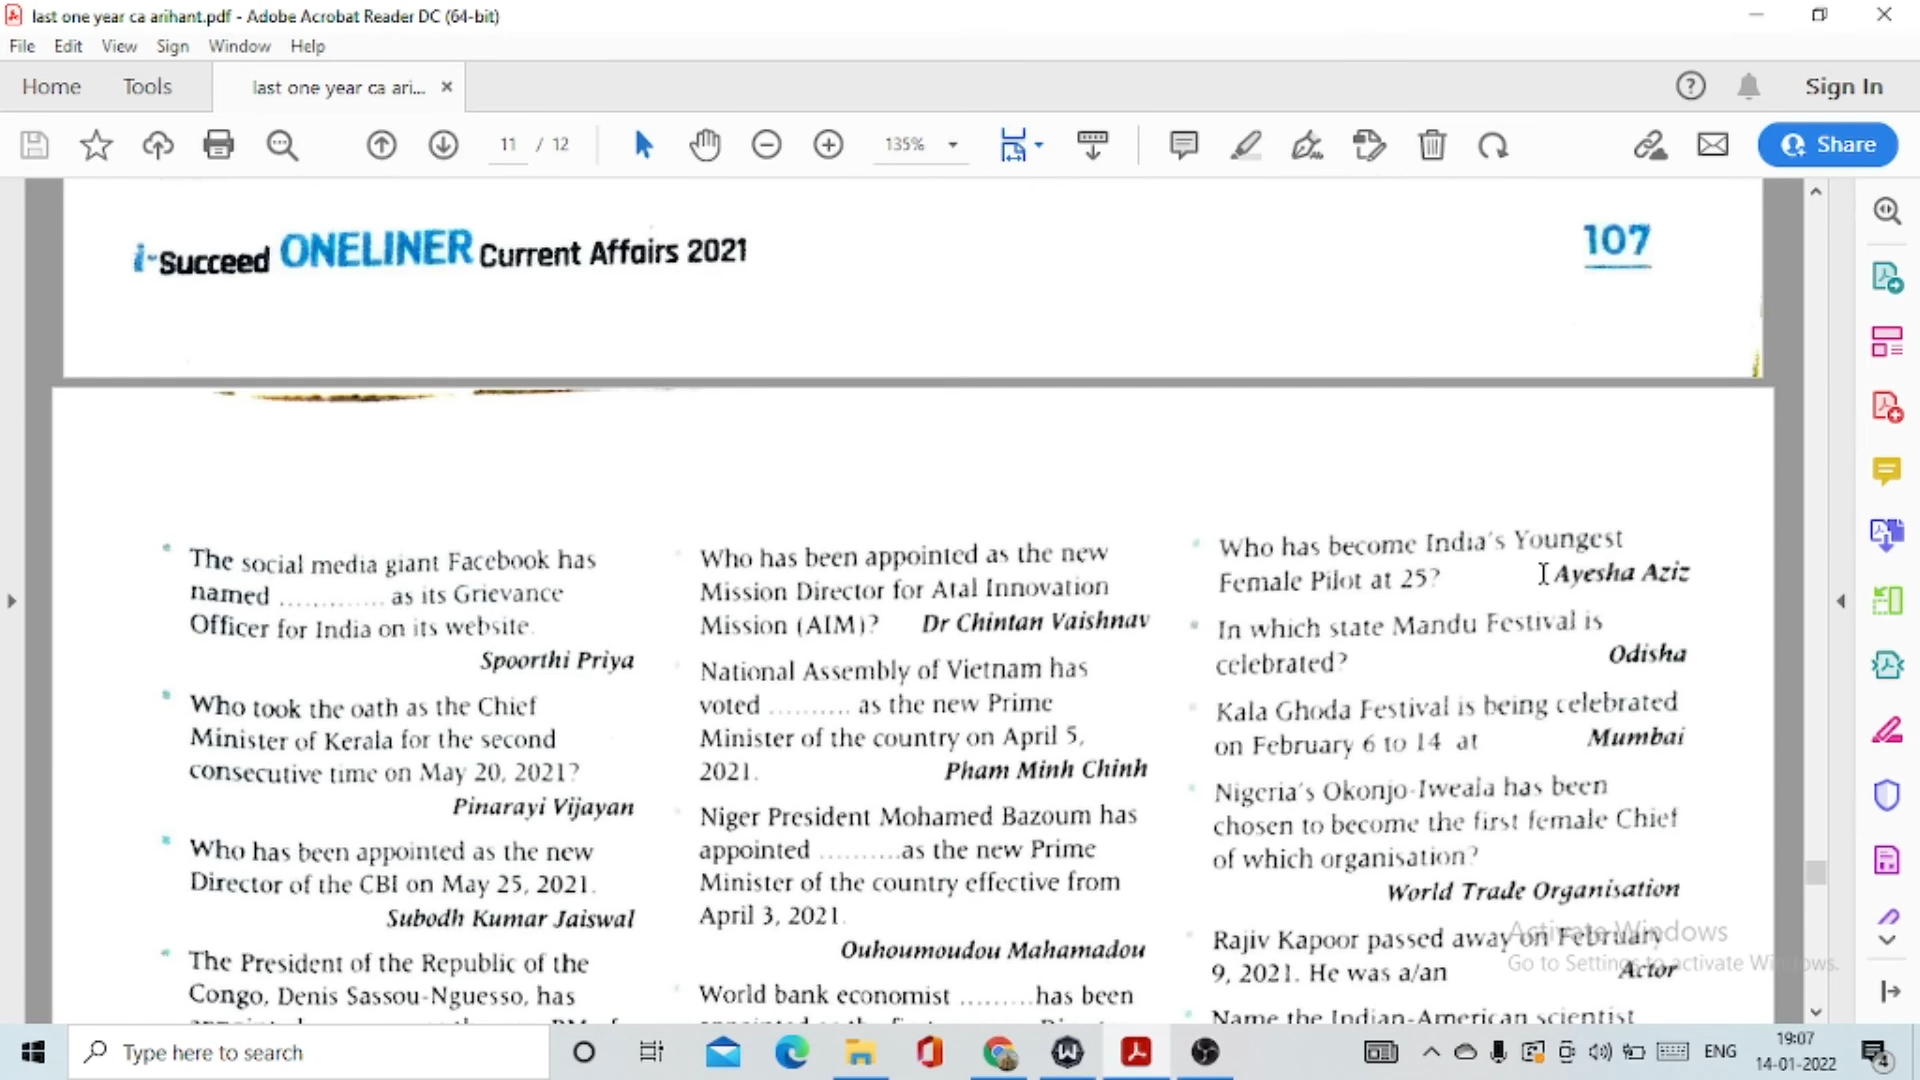 last one year ca arihant.pdf - Adobe Acrobat Reader DC (64-bit)
File Edit View Sign Window Help
Home Tools last one year ca ari... × Sign In
11 / 12 135% Share
i-Succeed ONELINER Current Affairs 2021 107
The social media giant Facebook has
named .............. as its Grievance
Officer for India on its website.
Spoorthi Priya
Who took the oath as the Chief
Minister of Kerala for the second
consecutive time on May 20, 2021?
Pinarayi Vijayan
Who has been appointed as the new
Director of the CBI on May 25, 2021.
Subodh Kumar Jaiswal
The President of the Republic of the
Congo, Denis Sassou-Nguesso, has
Who has been appointed as the new
Mission Director for Atal Innovation
Mission (AIM)? Dr Chintan Vaishnav
National Assembly of Vietnam has
voted .......... as the new Prime
Minister of the country on April 5,
2021. Pham Minh Chinh
Niger President Mohamed Bazoum has
appointed ..........as the new Prime
Minister of the country effective from
April 3, 2021.
Ouhoumoudou Mahamadou
World bank economist .........has been
Who has become India's Youngest
Female Pilot at 25? Ayesha Aziz
In which state Mandu Festival is
celebrated? Odisha
Kala Ghoda Festival is being celebrated
on February 6 to 14 at Mumbai
Nigeria's Okonjo-Iweala has been
chosen to become the first female Chief
of which organisation?
World Trade Organisation
Rajiv Kapoor passed away on February
9, 2021. He was a/an Actor
Name the Indian-American scientist
Activate Windows
Go to Settings to activate Windows.
Type here to search
ENG
19:07
14-01-2022
4